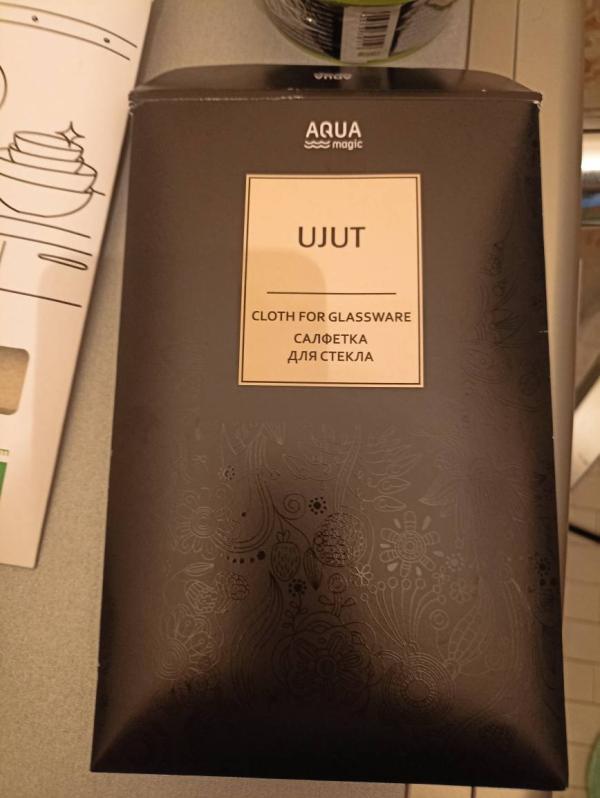 AQUA
magic
UJUT
CLOTH FOR GLASSWARE
САЛФЕТКА
ДЛЯ СТЕКЛА